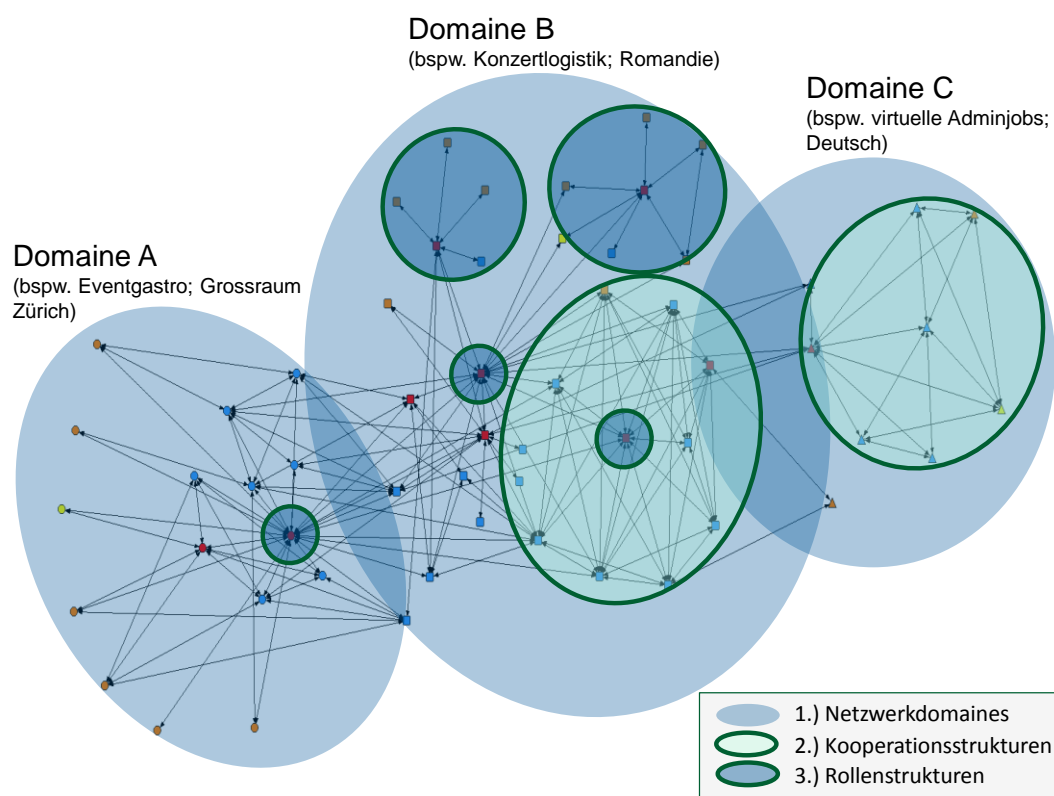 Domaine B
(bspw. Konzertlogistik; Romandie)
Domaine C
(bspw. virtuelle Adminjobs;
Deutsch)
Domaine A
(bspw. Eventgastro; Grossraum
Zürich)
1.) Netzwerkdomaines
2.) Kooperationsstrukturen
3.) Rollenstrukturen